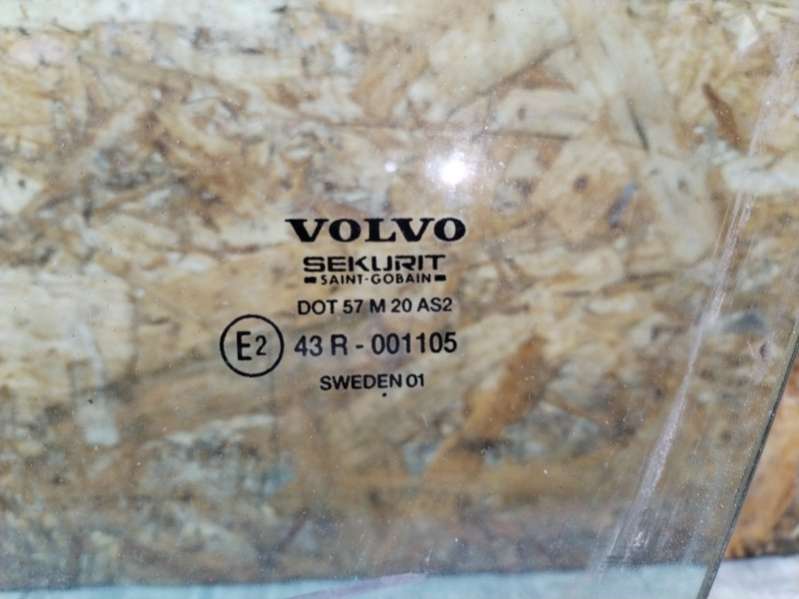 VOLVO
SEKURIT
SAINT-GOBAIN
DOT 57 M 20 AS2
E2 43 R - 001105
SWEDEN 01